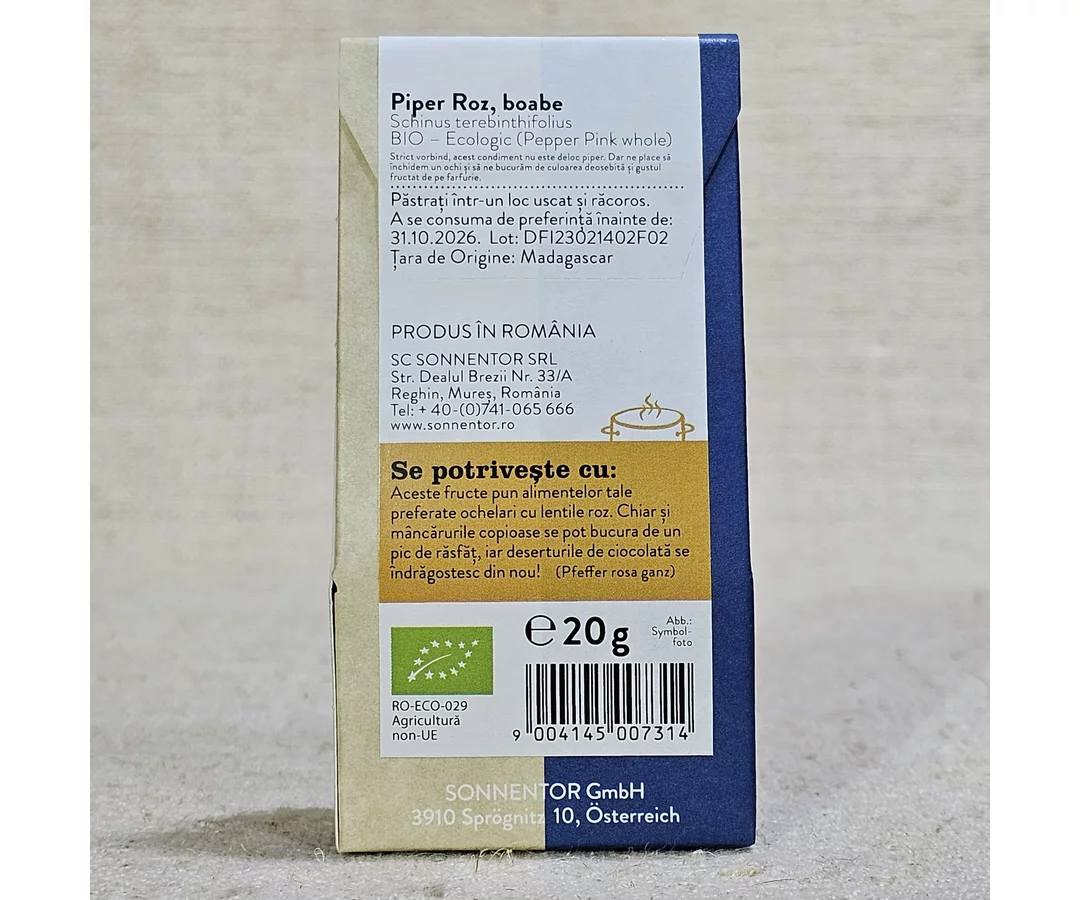 Piper Roz, boabe
Schinus terebinthifolius
BIO – Ecologic (Pepper Pink whole)
Strict vorbind, acest condiment nu este deloc piper. Dar ne place să
închidem un ochi și să ne bucurăm de culoarea deosebită și gustul
fructat de pe farfurie.
Păstrați într-un loc uscat și răcoros.
A se consuma de preferință înainte de:
31.10.2026. Lot: DFI23021402F02
Țara de Origine: Madagascar
PRODUS ÎN ROMÂNIA
SC SONNENTOR SRL
Str. Dealul Brezii Nr. 33/A
Reghin, Mureș, România
Tel: + 40-(0)741-065 666
www.sonnentor.ro
Se potrivește cu:
Aceste fructe pun alimentelor tale
preferate ochelari cu lentile roz. Chiar și
mâncărurile copioase se pot bucura de un
pic de răsfăț, iar deserturile de ciocolată se
îndrăgostesc din nou! (Pfeffer rosa ganz)
℮ 20 g
Abb.:
Symbol-
foto
RO-ECO-029
Agricultură
non-UE
9 004145 007314
SONNENTOR GmbH
3910 Sprögnitz 10, Österreich